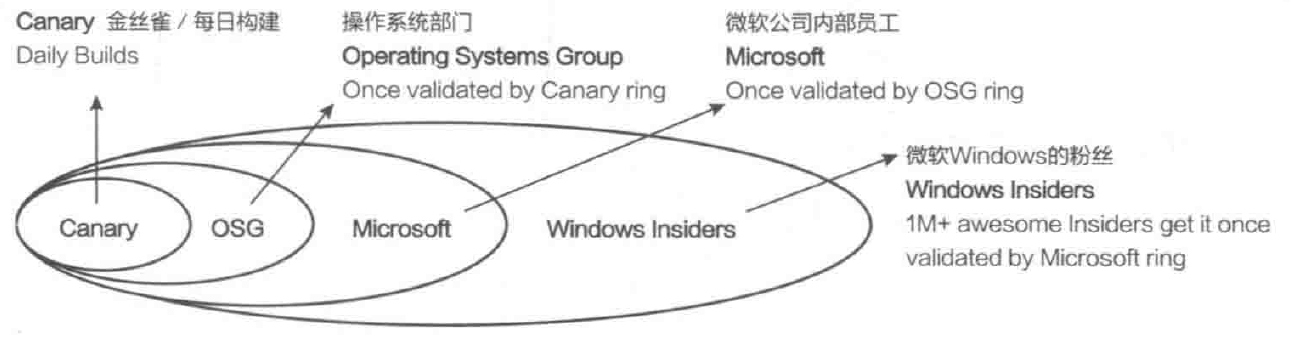 Canary 金丝雀 / 每日构建
Daily Builds
操作系统部门
Operating Systems Group
Once validated by Canary ring
微软公司内部员工
Microsoft
Once validated by OSG ring
微软Windows的粉丝
Windows Insiders
1M+ awesome Insiders get it once
validated by Microsoft ring
Canary
OSG
Microsoft
Windows Insiders